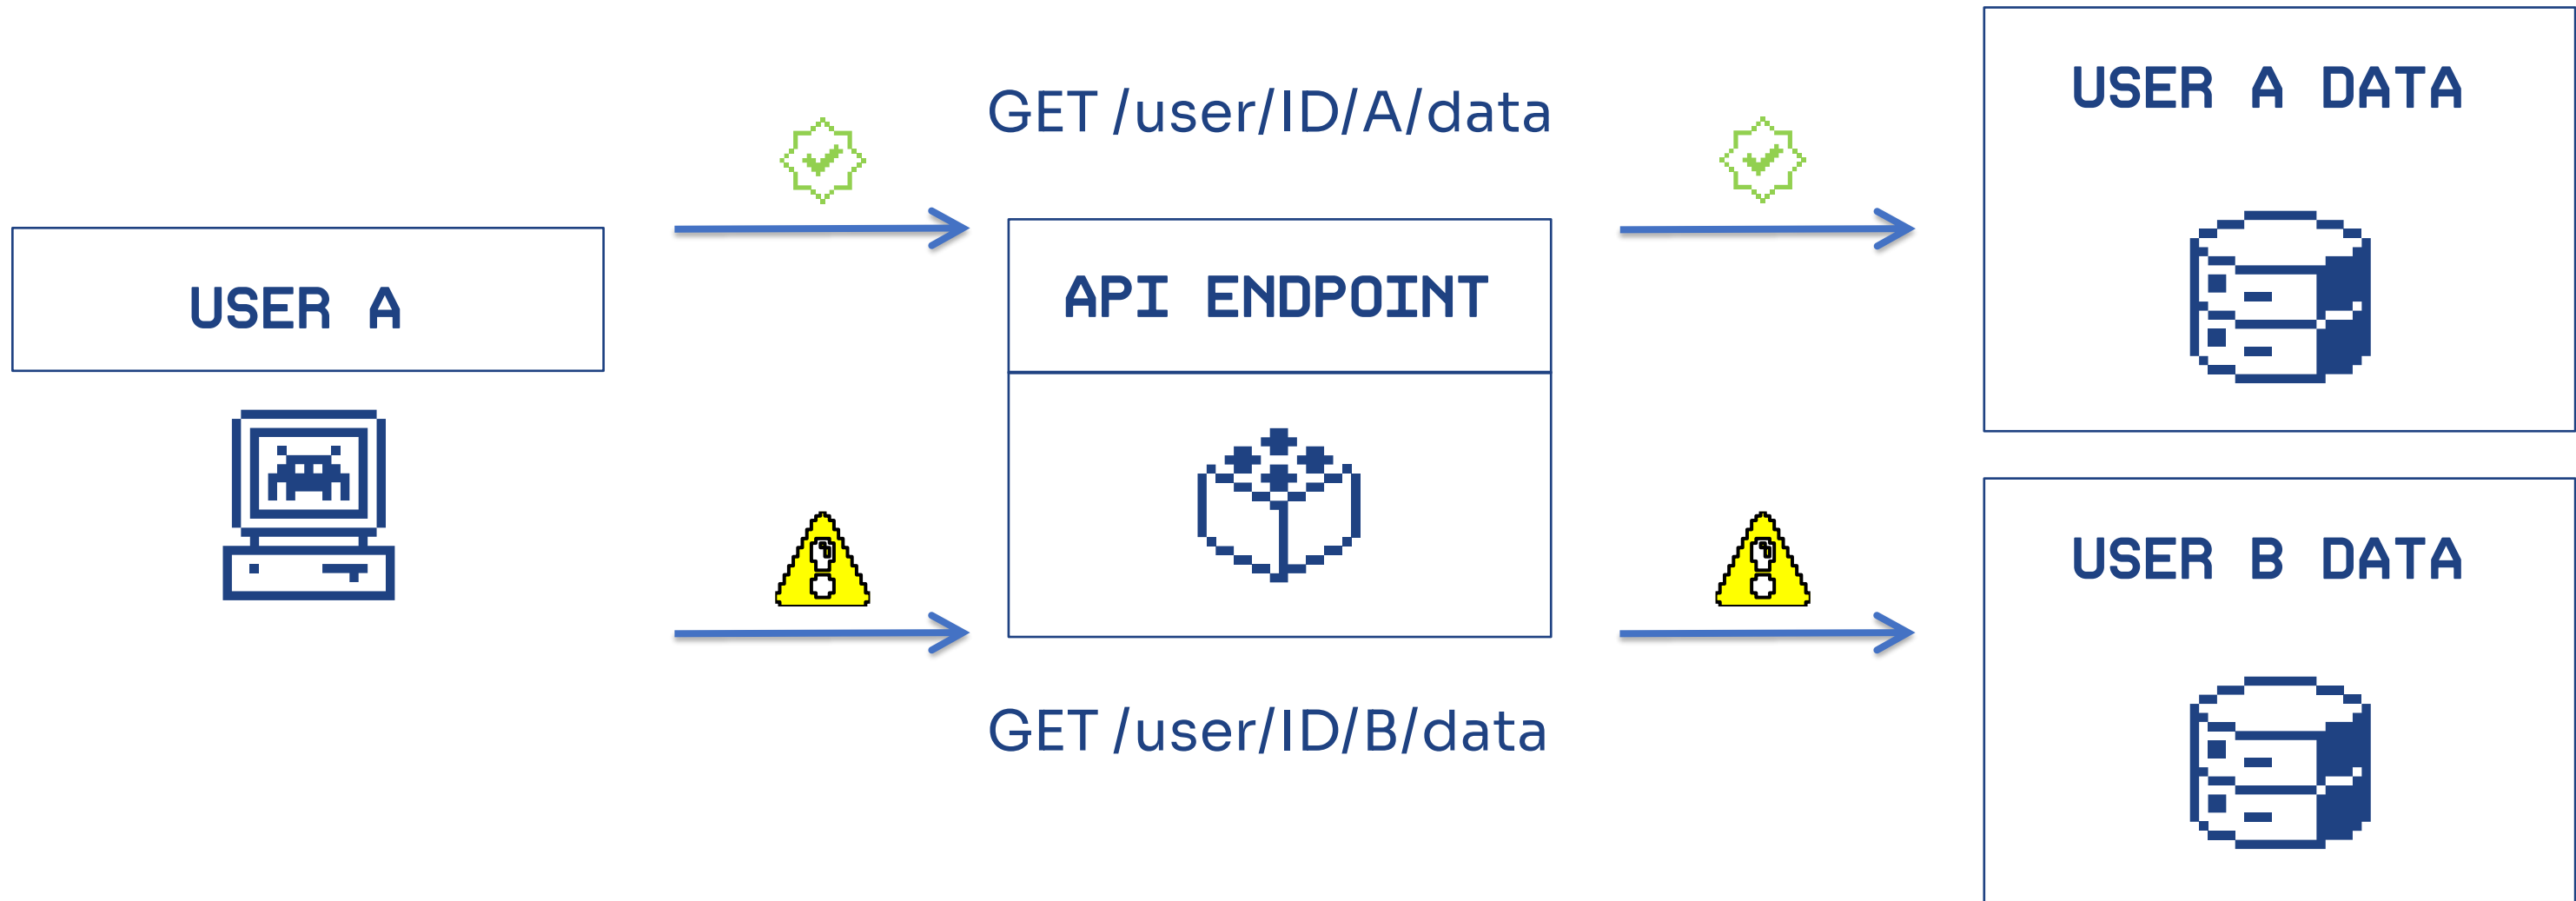 GET /user/ID/A/data
USER A DATA
USER A
API ENDPOINT
USER B DATA
GET /user/ID/B/data